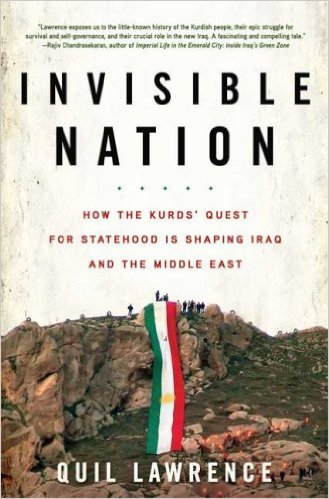 "Lawrence exposes us to the little-known history of the Kurdish people, their epic struggle for
survival and self-governance, and their crucial role in the new Iraq. A fascinating and compelling tale."
—Rajiv Chandrasekaran, author of Imperial Life in the Emerald City: Inside Iraq's Green Zone
INVISIBLE
NATION
HOW THE KURDS' QUEST
FOR STATEHOOD IS SHAPING IRAQ
AND THE MIDDLE EAST
QUIL LAWRENCE